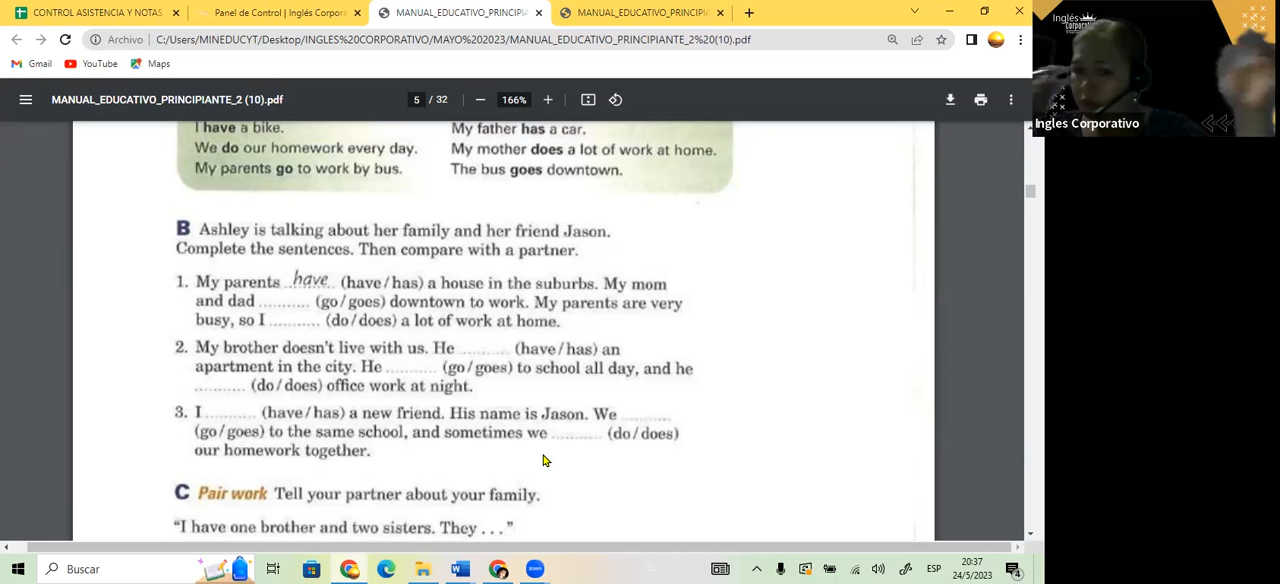 CONTROL ASISTENCIA Y NOTAS
Panel de Control | Inglés Corpora
MANUAL_EDUCATIVO_PRINCIPIA
MANUAL_EDUCATIVO_PRINCIPIA
Archivo
C:/Users/MINEDUCYT/Desktop/INGLES%20CORPORATIVO/MAYO%202023/MANUAL_EDUCATIVO_PRINCIPIANTE_2%20(10).pdf
Gmail YouTube Maps
MANUAL_EDUCATIVO_PRINCIPIANTE_2 (10).pdf
5 / 32
166%
I have a bike. My father has a car.
We do our homework every day. My mother does a lot of work at home.
My parents go to work by bus. The bus goes downtown.
B Ashley is talking about her family and her friend Jason.
Complete the sentences. Then compare with a partner.
1. My parents ..have.. (have/has) a house in the suburbs. My mom
and dad .......... (go/goes) downtown to work. My parents are very
busy, so I .......... (do/does) a lot of work at home.
2. My brother doesn't live with us. He .......... (have/has) an
apartment in the city. He .......... (go/goes) to school all day, and he
.......... (do/does) office work at night.
3. I .......... (have/has) a new friend. His name is Jason. We ..........
(go/goes) to the same school, and sometimes we .......... (do/does)
our homework together.
C Pair work Tell your partner about your family.
"I have one brother and two sisters. They . . . "
Inglés
Corporativo
Ingles Corporativo
Buscar
ESP
20:37
24/5/2023
4